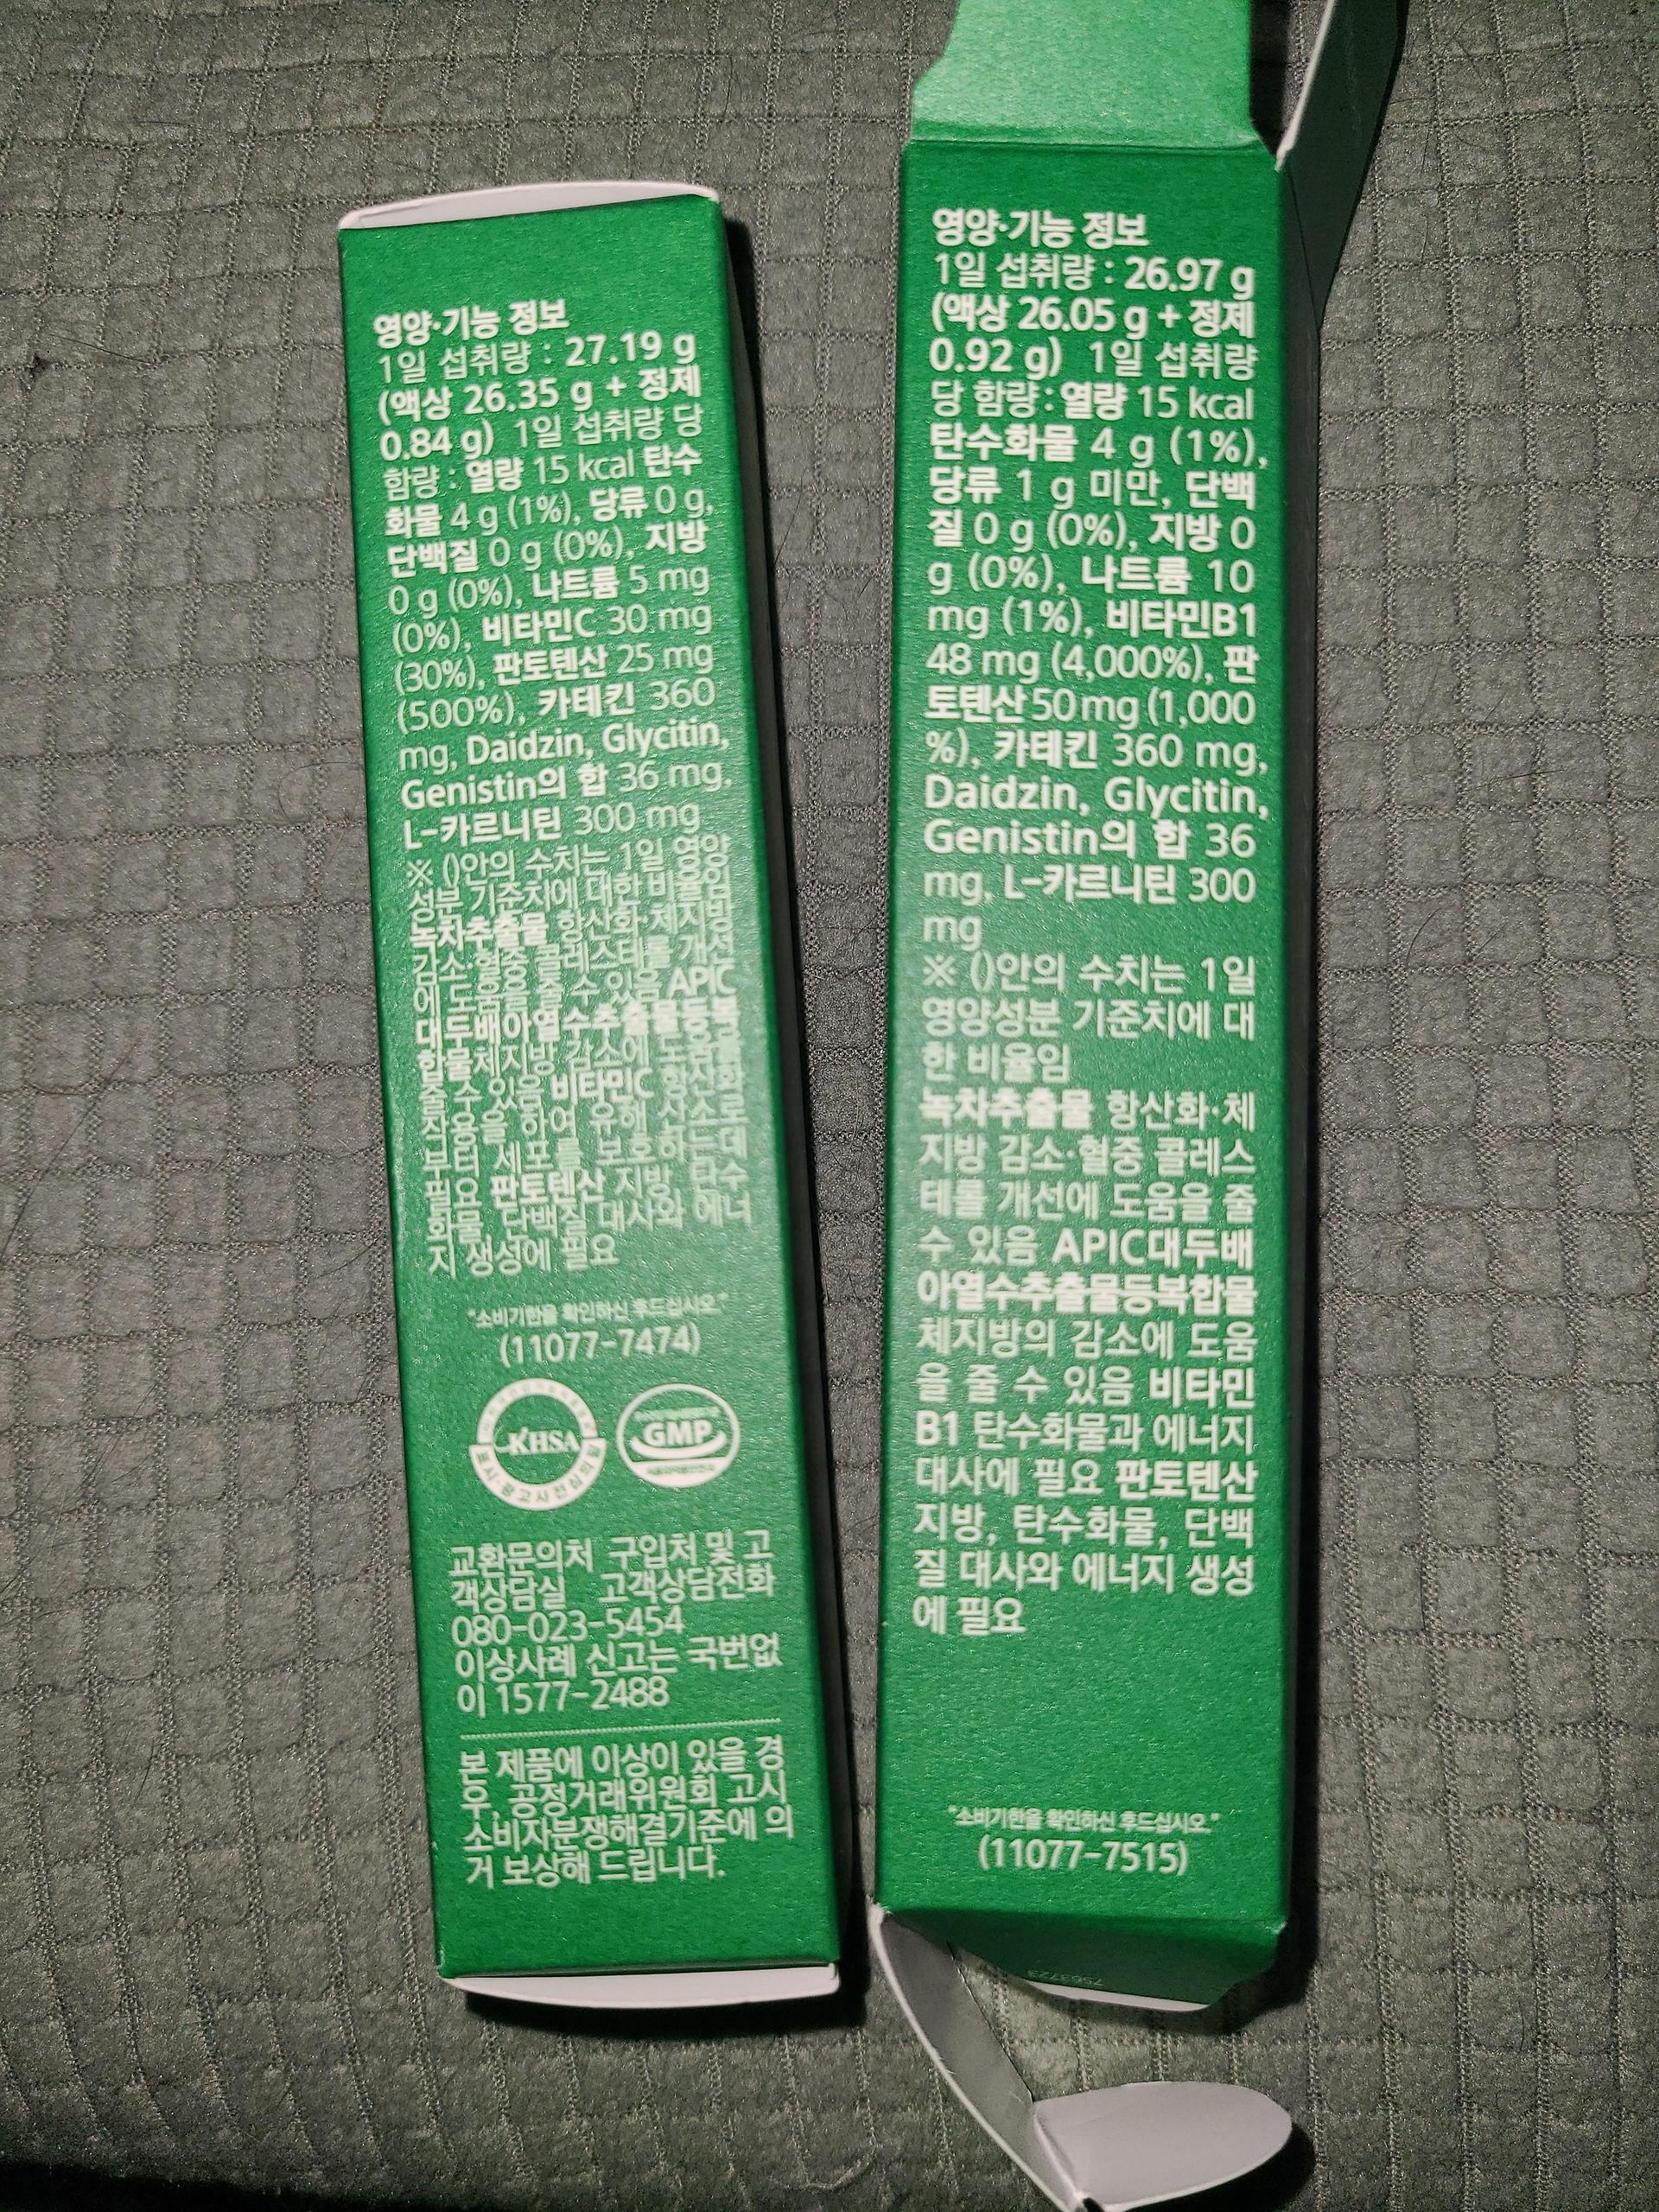 영양·기능 정보
1일 섭취량 : 27.19 g
(액상 26.35 g + 정제
0.84 g) 1일 섭취량 당
함량 : 열량 15 kcal 탄수
화물 4 g (1%), 당류 0 g,
단백질 0 g (0%), 지방
0 g (0%), 나트륨 5 mg
(0%), 비타민C 30 mg
(30%), 판토텐산 25 mg
(500%), 카테킨 360
mg, Daidzin, Glycitin,
Genistin의 합 36 mg,
L-카르니틴 300 mg
※ ()안의 수치는 1일 영양
성분 기준치에 대한 비율임
녹차추출물 항산화·체지방
감소·혈중 콜레스테롤 개선
에 도움을 줄 수 있음 APIC
대두배아열수추출물등복
합물 체지방 감소에 도움을
줄 수 있음 비타민C 항산화
작용을 하여 유해 산소로
부터 세포를 보호하는데
필요 판토텐산 지방, 탄수
화물, 단백질 대사와 에너
지 생성에 필요
"소비기한을 확인하신 후드십시오."
(11077-7474)
KHSA
표시·광고사전심의필
GMP
교환문의처 구입처 및 고
객상담실 고객상담전화
080-023-5454
이상사례 신고는 국번없
이 1577-2488
본 제품에 이상이 있을 경
우, 공정거래위원회 고시
소비자분쟁해결기준에 의
거 보상해 드립니다.
영양·기능 정보
1일 섭취량 : 26.97 g
(액상 26.05 g + 정제
0.92 g) 1일 섭취량
당 함량 : 열량 15 kcal
탄수화물 4 g (1%),
당류 1 g 미만, 단백
질 0 g (0%), 지방 0
g (0%), 나트륨 10
mg (1%), 비타민B1
48 mg (4,000%), 판
토텐산 50 mg (1,000
%), 카테킨 360 mg,
Daidzin, Glycitin,
Genistin의 합 36
mg, L-카르니틴 300
mg
※ ()안의 수치는 1일
영양성분 기준치에 대
한 비율임
녹차추출물 항산화·체
지방 감소·혈중 콜레스
테롤 개선에 도움을 줄
수 있음 APIC대두배
아열수추출물등복합물
체지방의 감소에 도움
을 줄 수 있음 비타민
B1 탄수화물과 에너지
대사에 필요 판토텐산
지방, 탄수화물, 단백
질 대사와 에너지 생성
에 필요
"소비기한을 확인하신 후드십시오."
(11077-7515)
7563723